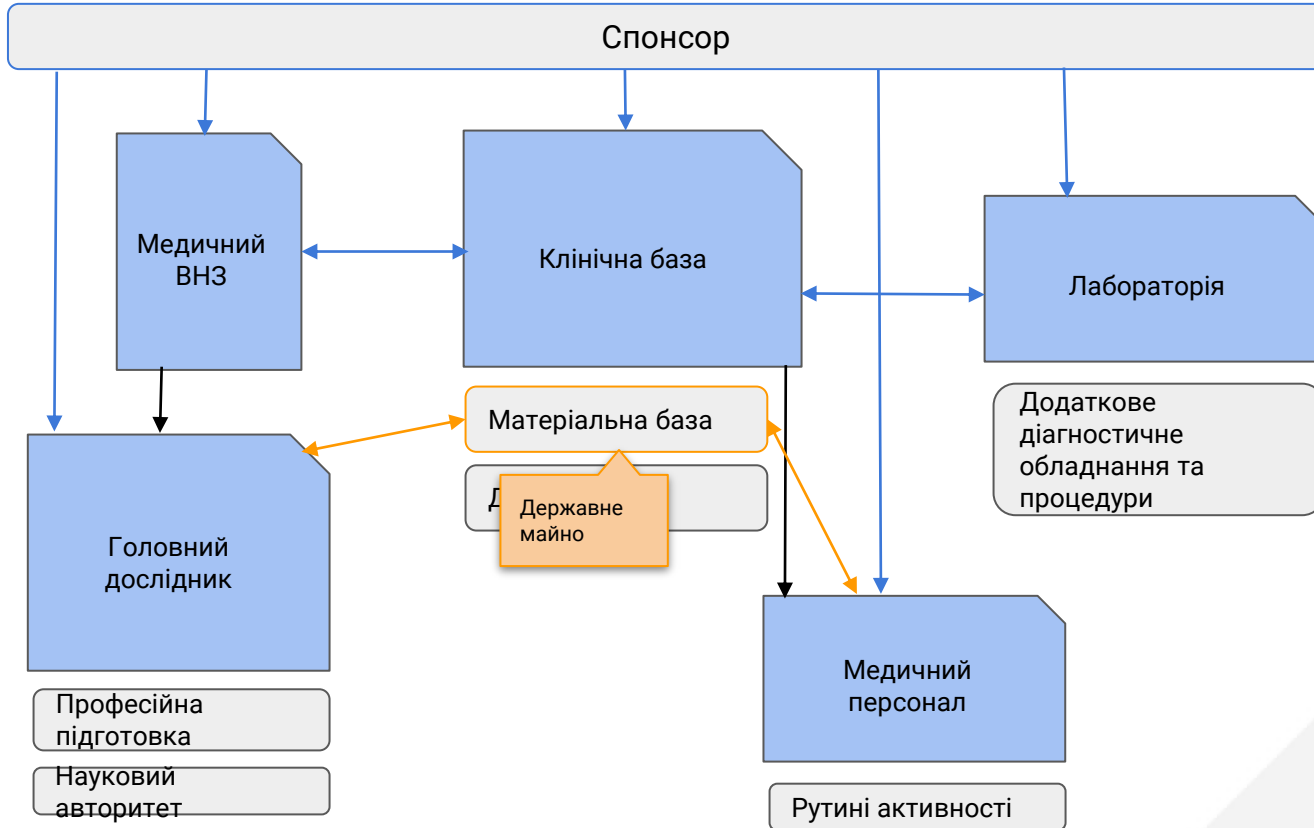 Спонсор
Медичний
ВНЗ
Клінічна база
Лабораторія
Матеріальна база
Державне
майно
Додаткове
діагностичне
обладнання та
процедури
Головний
дослідник
Медичний
персонал
Професійна
підготовка
Науковий
авторитет
Рутині активності